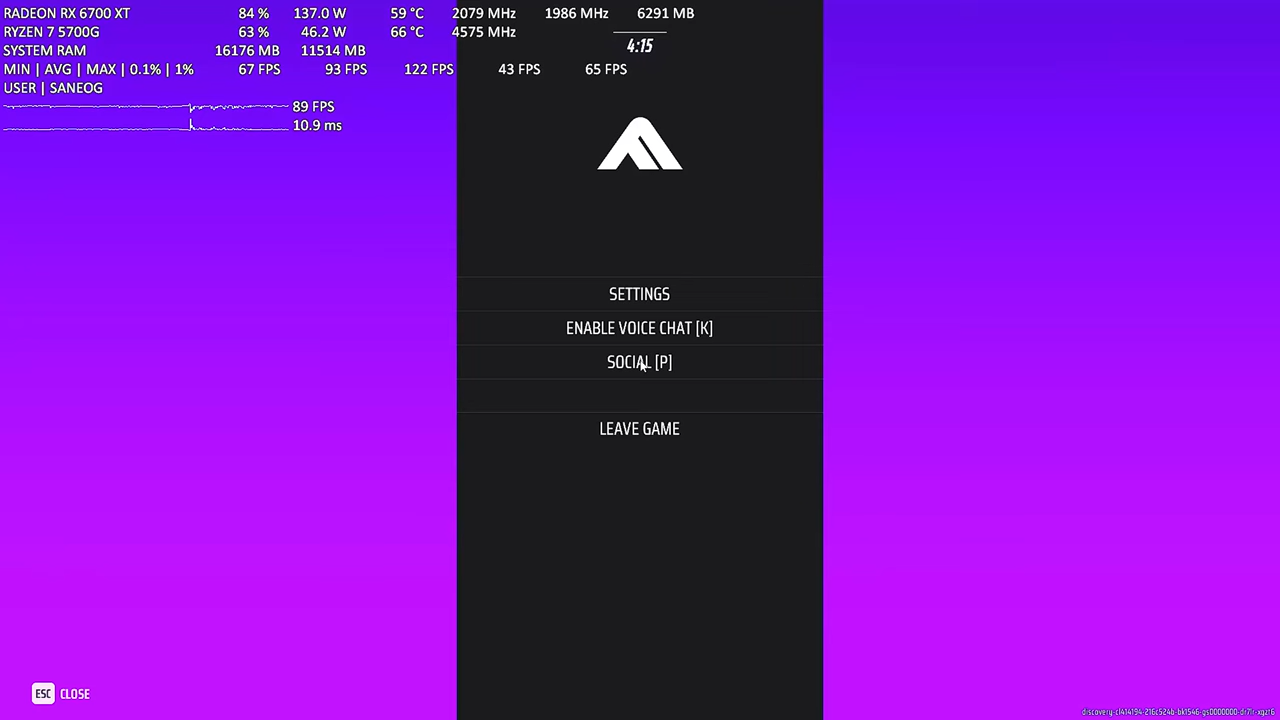 RADEON RX 6700 XT 84 % 137.0 W 59 °C 2079 MHz 1986 MHz 6291 MB
RYZEN 7 5700G 63 % 46.2 W 66 °C 4575 MHz
4:15
SYSTEM RAM 16176 MB 11514 MB
MIN | AVG | MAX | 0.1% | 1% 67 FPS 93 FPS 122 FPS 43 FPS 65 FPS
USER | SANEOG
89 FPS
10.9 ms
SETTINGS
ENABLE VOICE CHAT [K]
SOCIAL [P]
LEAVE GAME
ESC CLOSE